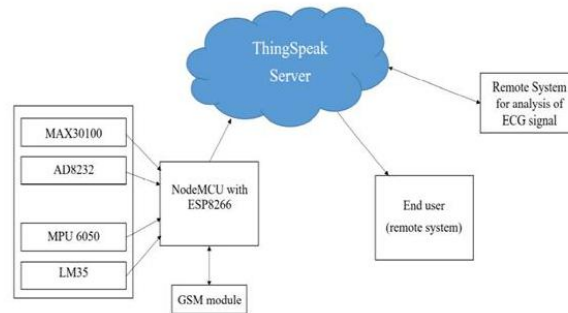 ThingSpeak
Server
Remote System
for analysis of
ECG signal
MAX30100
AD8232
NodeMCU with
ESP8266
MPU 6050
LM35
End user
(remote system)
GSM module